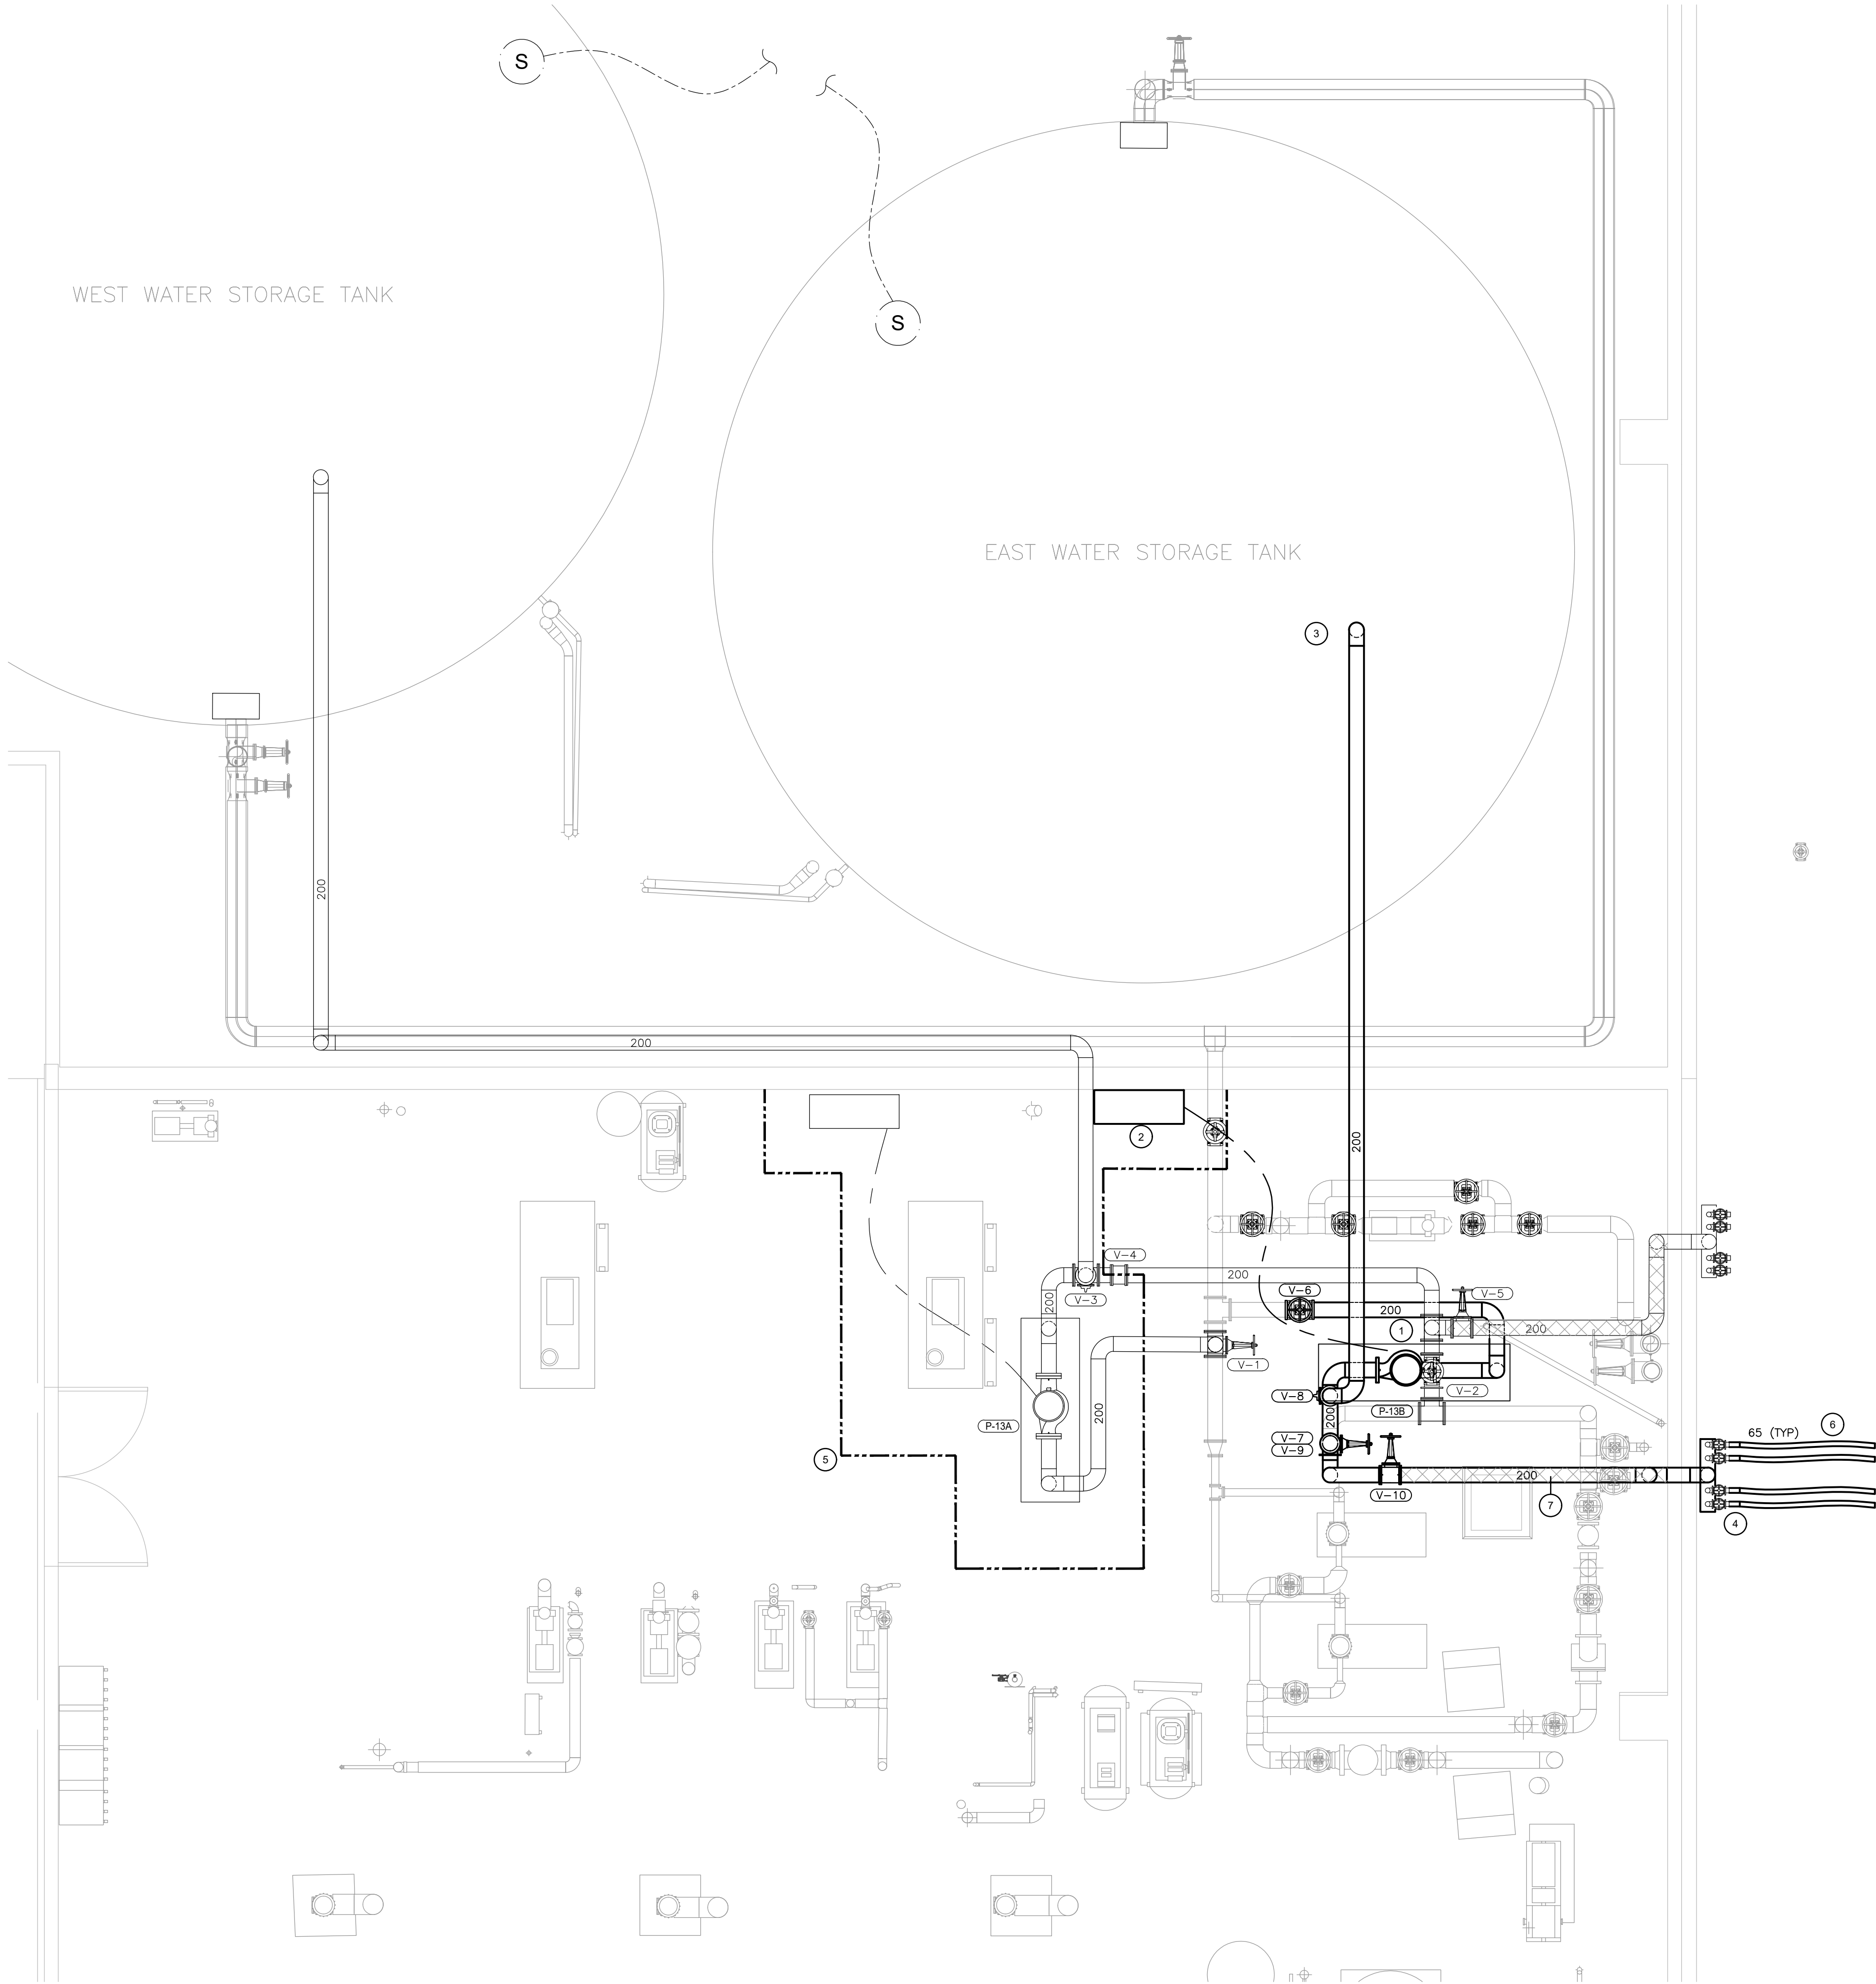 S
WEST WATER STORAGE TANK
S
EAST WATER STORAGE TANK
3
200
200
2
200
V-4
200
V-3
V-6
V-5
200
200
1
200
V-1
V-8
V-2
P-13B
P-13A
200
200
V-7
V-9
5
65 (TYP)
6
200
V-10
7
4